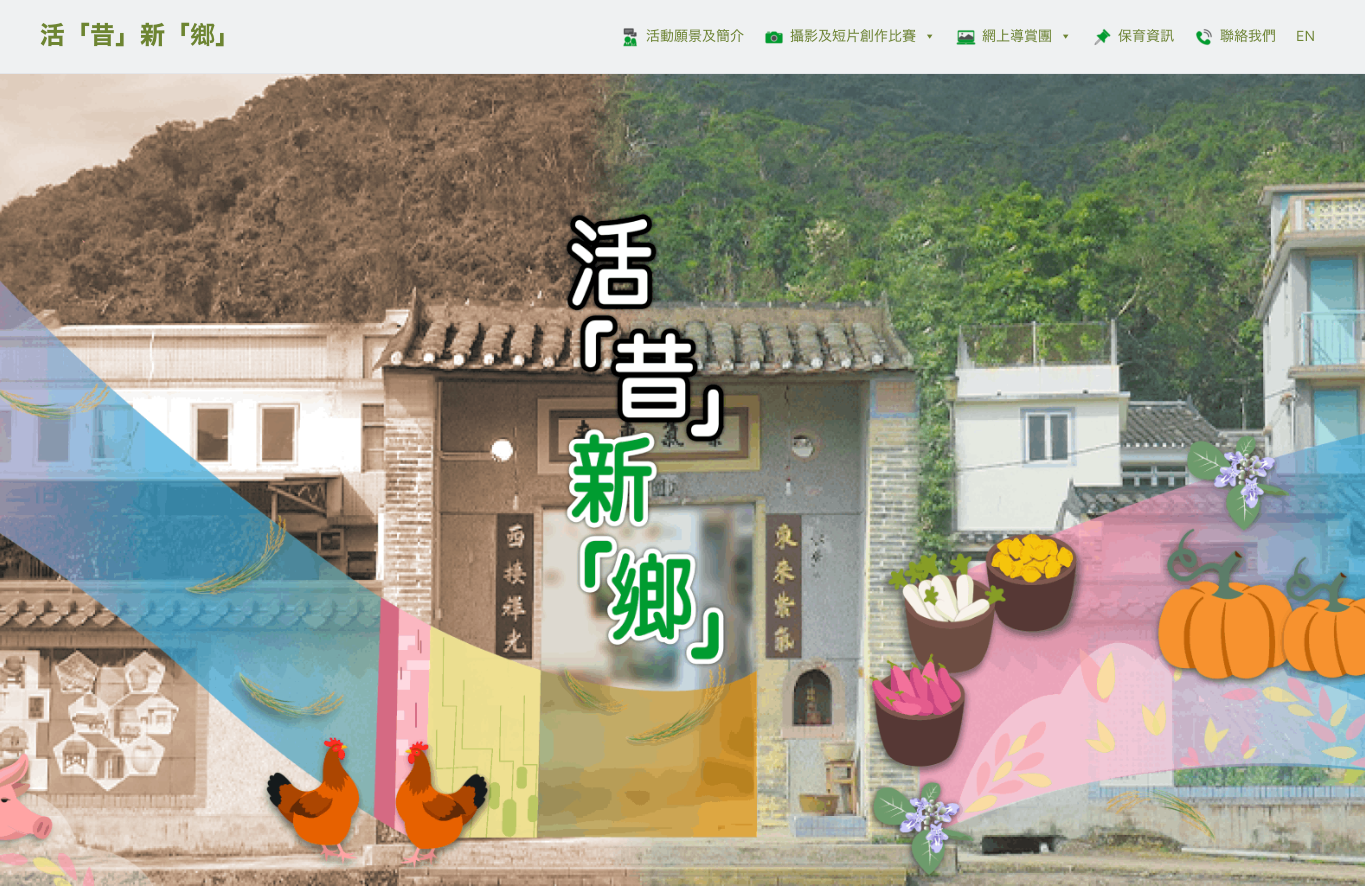 活「昔」新「鄉」
活動願景及簡介
攝影及短片創作比賽
網上導賞團
保育資訊
聯絡我們
EN
活
「昔」
新
「鄉」
西接祥光
東來紫氣